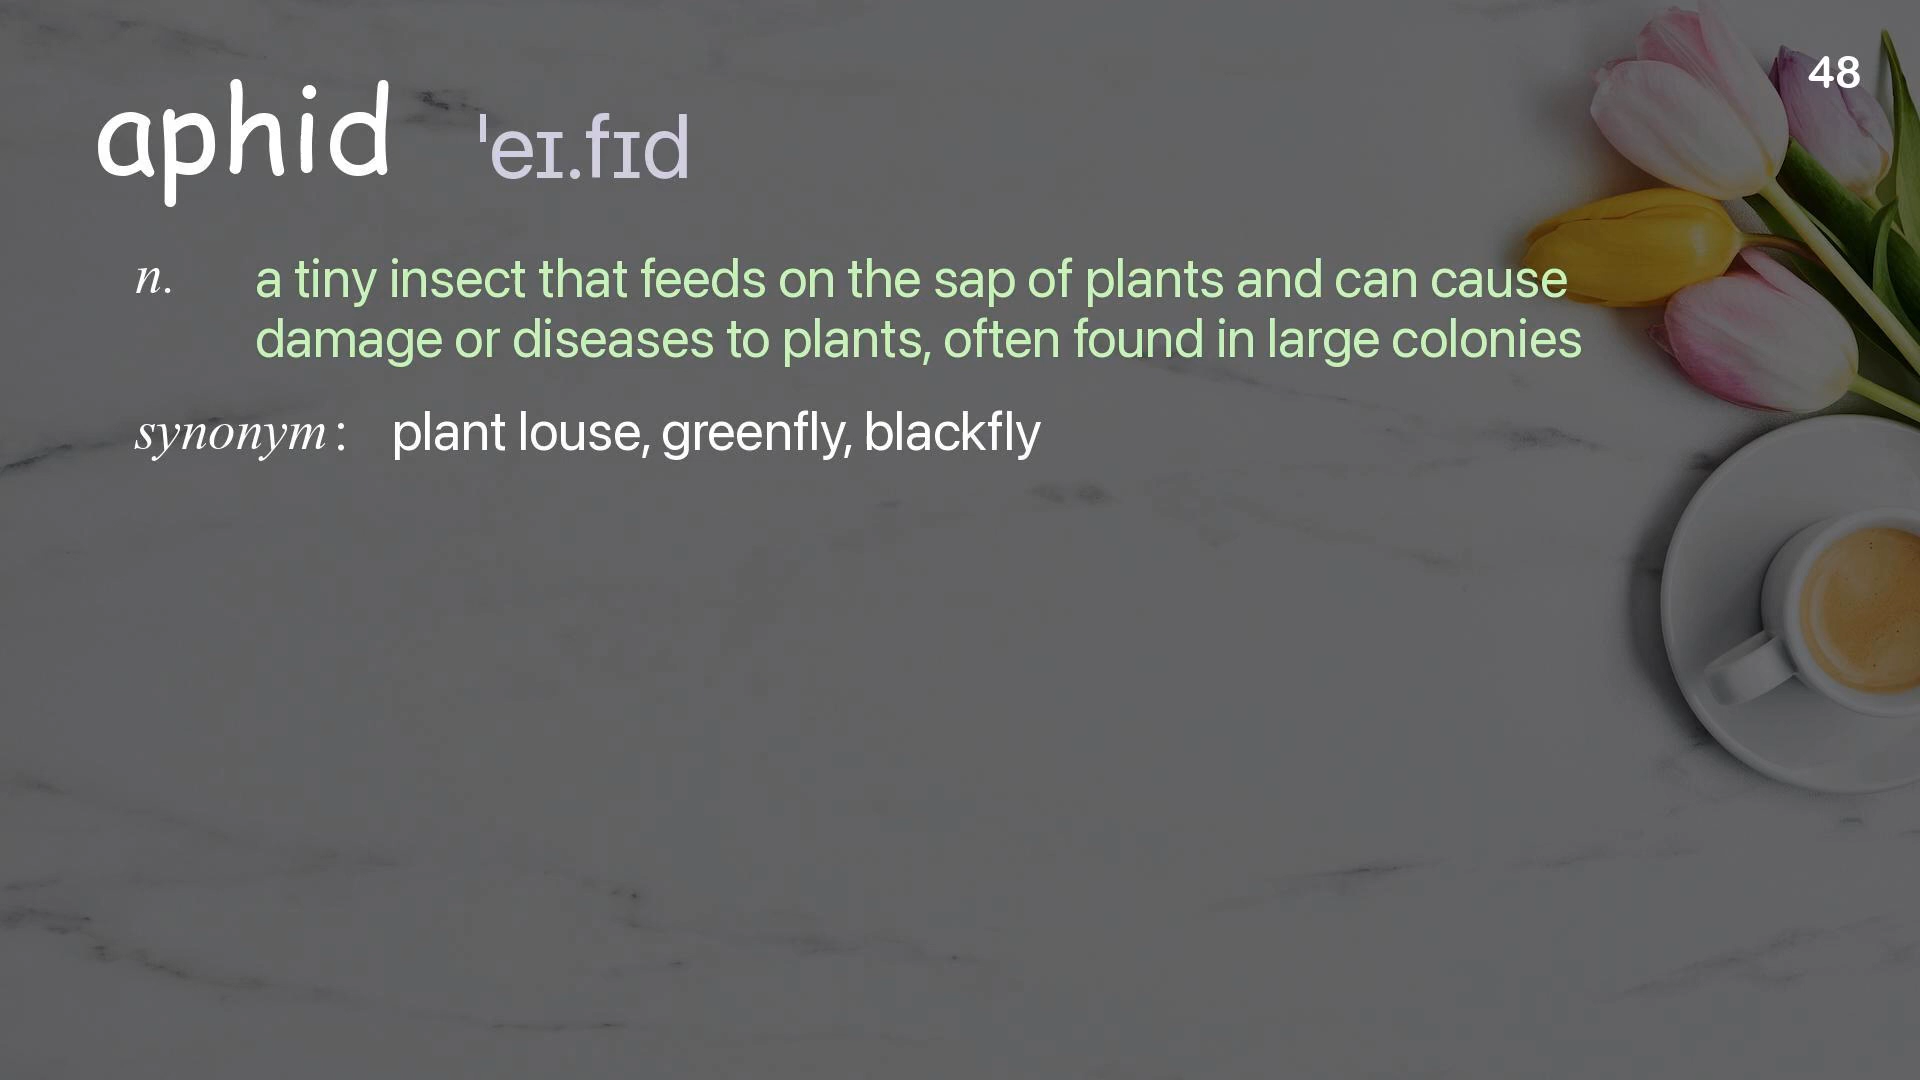 48
aphid ˈeɪ.fɪd
n. a tiny insect that feeds on the sap of plants and can cause
damage or diseases to plants, often found in large colonies
synonym: plant louse, greenfly, blackfly